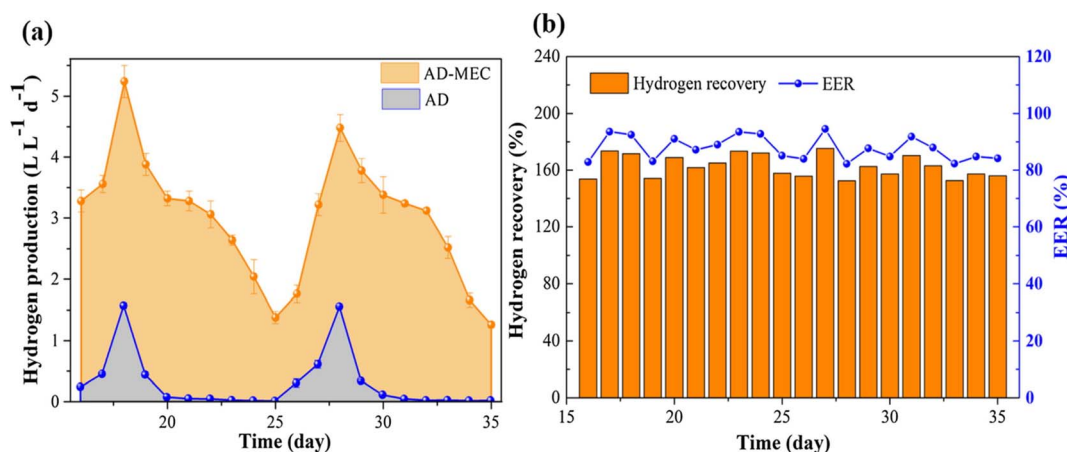 (a)
Hydrogen production (L L⁻¹ d⁻¹)
5
4
3
2
1
0
AD-MEC
AD
20
25
30
35
Time (day)
(b)
Hydrogen recovery (%)
240
200
160
120
80
40
0
Hydrogen recovery
EER
120
100
80
60
40
20
0
EER (%)
15
20
25
30
35
Time (day)